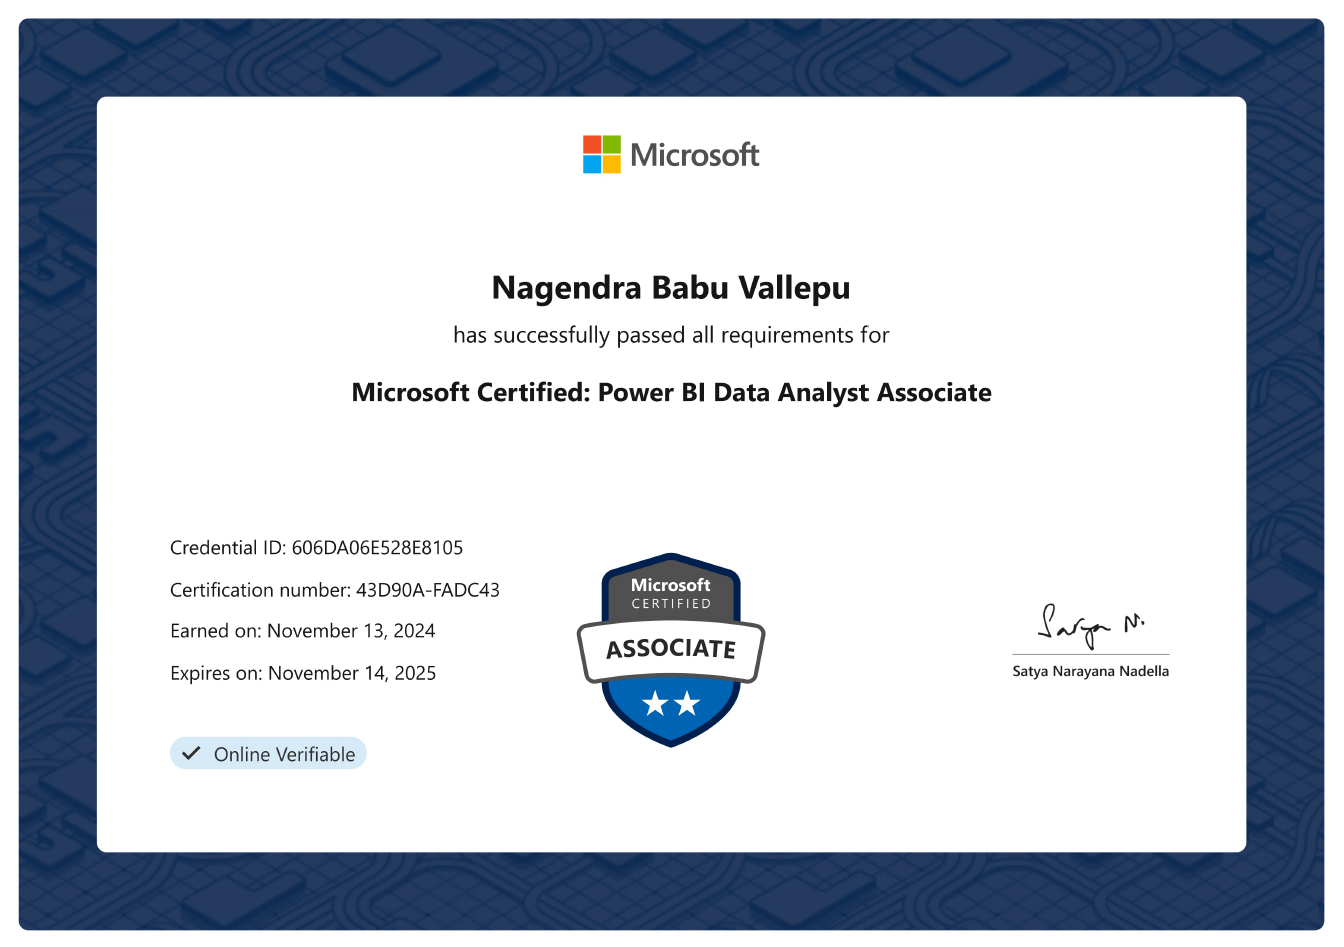 Microsoft
Nagendra Babu Vallepu
has successfully passed all requirements for
Microsoft Certified: Power BI Data Analyst Associate
Credential ID: 606DA06E528E8105
Certification number: 43D90A-FADC43
Earned on: November 13, 2024
Expires on: November 14, 2025
Online Verifiable
Microsoft
CERTIFIED
ASSOCIATE
Satya N.
Satya Narayana Nadella